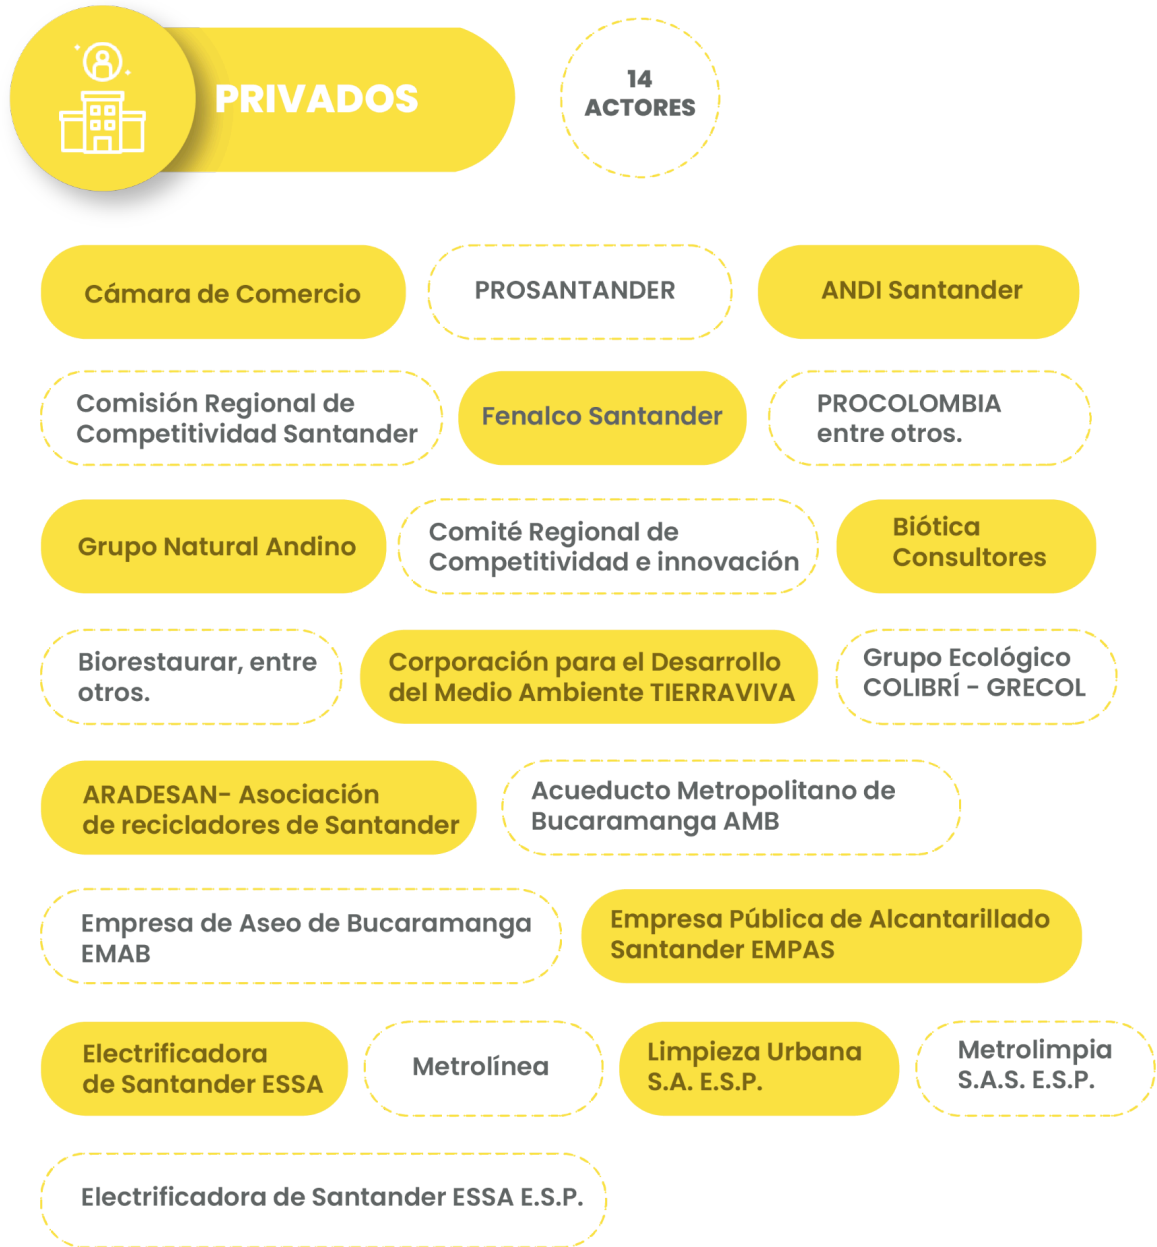 PRIVADOS
14
ACTORES
Cámara de Comercio
PROSANTANDER
ANDI Santander
Comisión Regional de
Competitividad Santander
Fenalco Santander
PROCOLOMBIA
entre otros.
Grupo Natural Andino
Comité Regional de
Competitividad e innovación
Biótica
Consultores
Biorestaurar, entre
otros.
Corporación para el Desarrollo
del Medio Ambiente TIERRAVIVA
Grupo Ecológico
COLIBRÍ - GRECOL
ARADESAN- Asociación
de recicladores de Santander
Acueducto Metropolitano de
Bucaramanga AMB
Empresa de Aseo de Bucaramanga
EMAB
Empresa Pública de Alcantarillado
Santander EMPAS
Electrificadora
de Santander ESSA
Metrolínea
Limpieza Urbana
S.A. E.S.P.
Metrolimpia
S.A.S. E.S.P.
Electrificadora de Santander ESSA E.S.P.